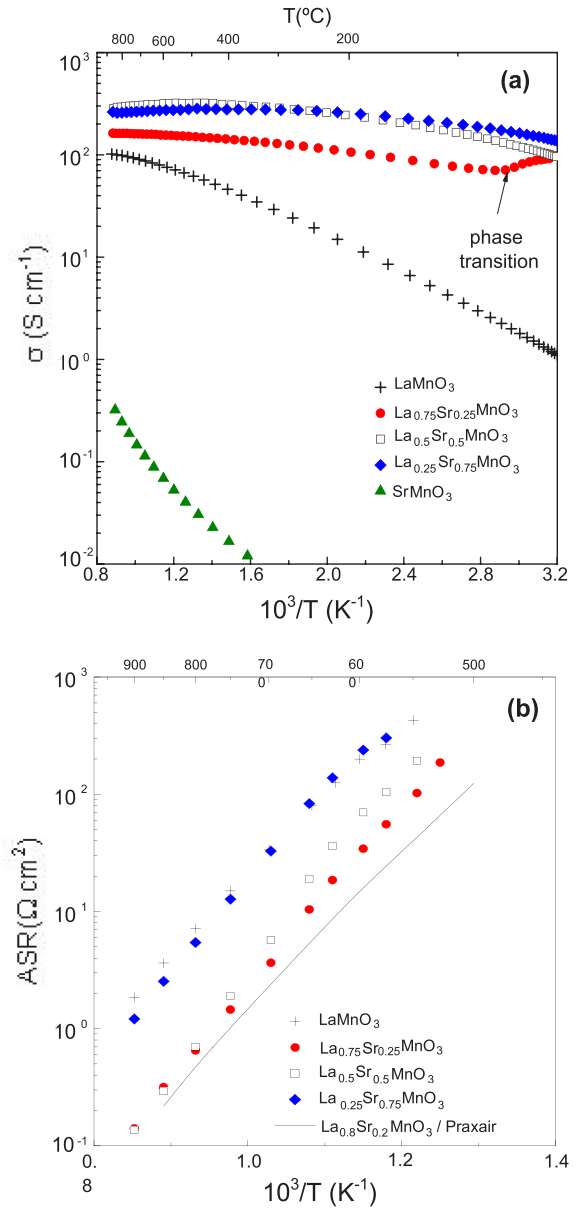 T(ºC)
800 600 400 200
10³
(a)
10²
phase
transition
10¹
σ (S cm⁻¹)
10⁰
LaMnO₃
La₀.₇₅Sr₀.₂₅MnO₃
La₀.₅Sr₀.₅MnO₃
10⁻¹
La₀.₂₅Sr₀.₇₅MnO₃
SrMnO₃
10⁻²
0.8 1.2 1.6 2.0 2.4 2.8 3.2
10³/T (K⁻¹)
900 800 70 60 500
0 0
10³
(b)
10²
ASR(Ω cm²)
10¹
10⁰
LaMnO₃
La₀.₇₅Sr₀.₂₅MnO₃
La₀.₅Sr₀.₅MnO₃
La ₀.₂₅Sr₀.₇₅MnO₃
La₀.₈Sr₀.₂MnO₃ / Praxair
10⁻¹
0. 1.0 1.2 1.4
8
10³/T (K⁻¹)